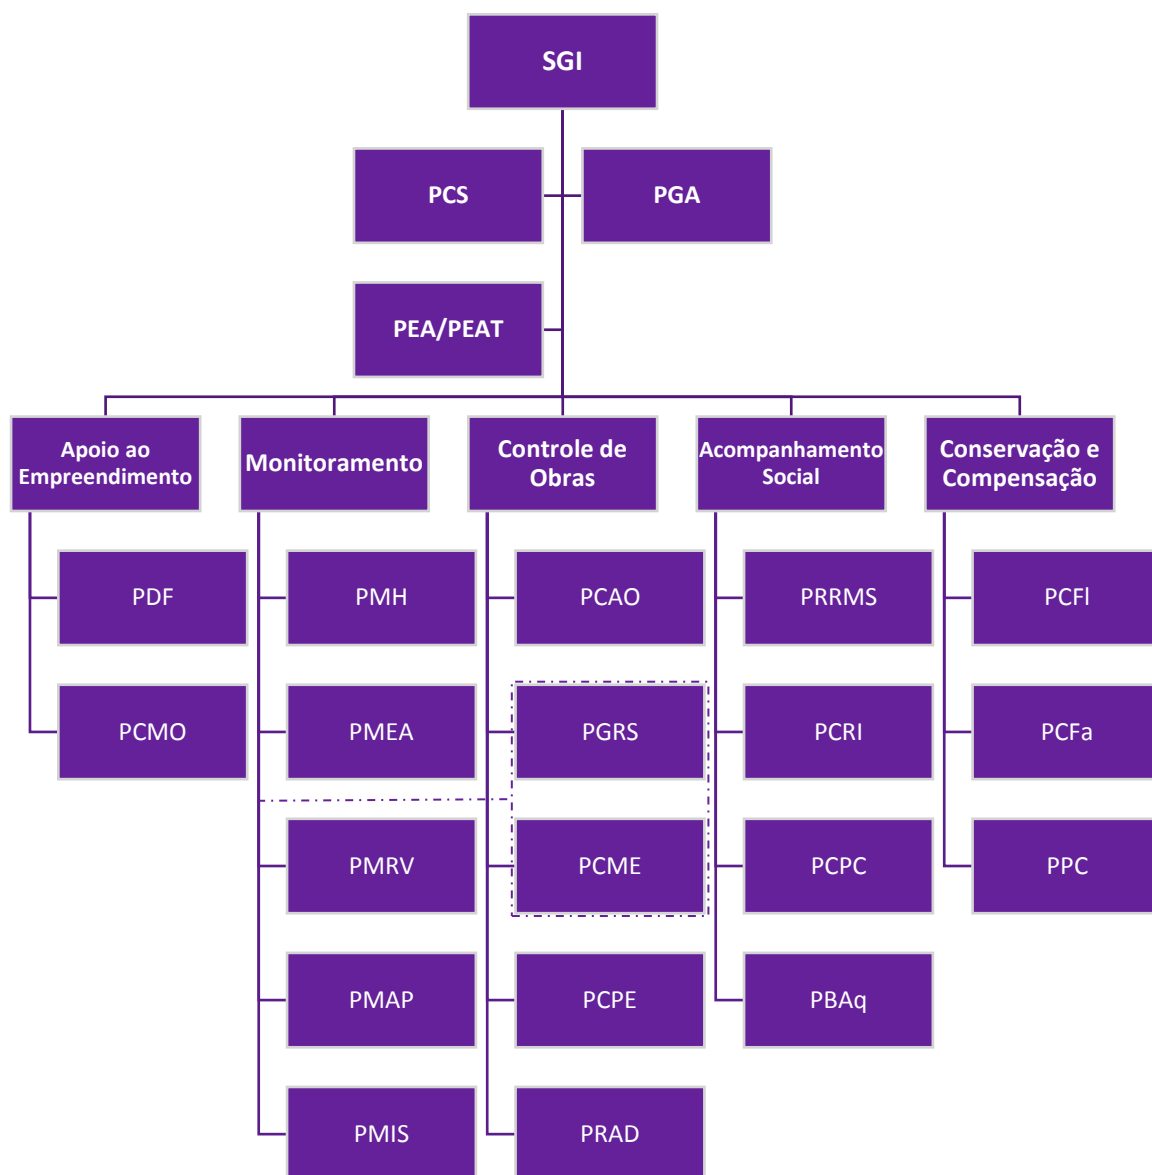 SGI
PCS
PGA
PEA/PEAT
Apoio ao
Empreendimento
Monitoramento
Controle de
Obras
Acompanhamento
Social
Conservação e
Compensação
PDF
PMH
PCAO
PRRMS
PCFl
PCMO
PMEA
PGRS
PCRI
PCFa
PMRV
PCME
PCPC
PPC
PMAP
PCPE
PBAq
PMIS
PRAD